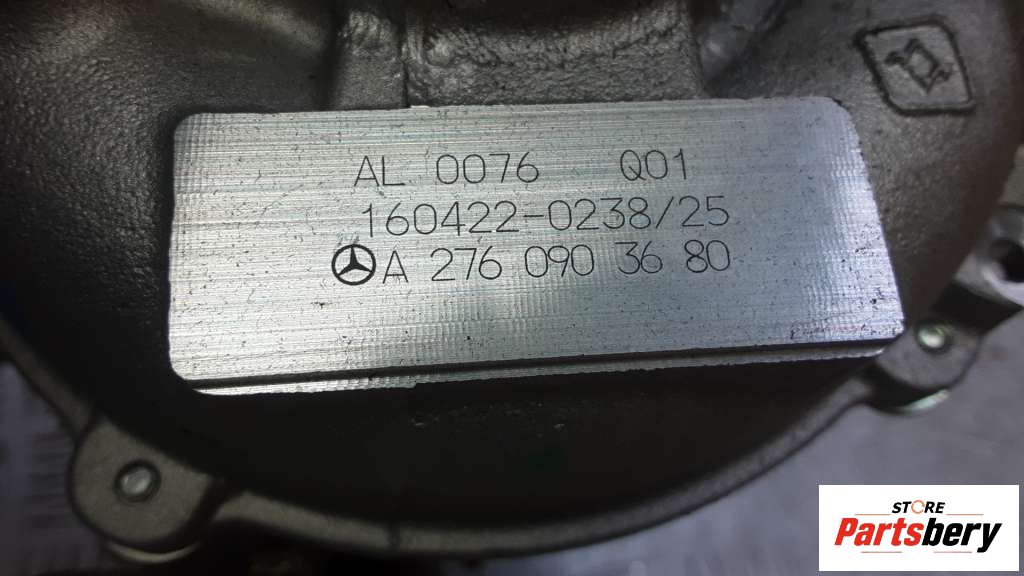 AL 0076 Q01
160422-0238/25
A 276 090 36 80
STORE
Partsbery